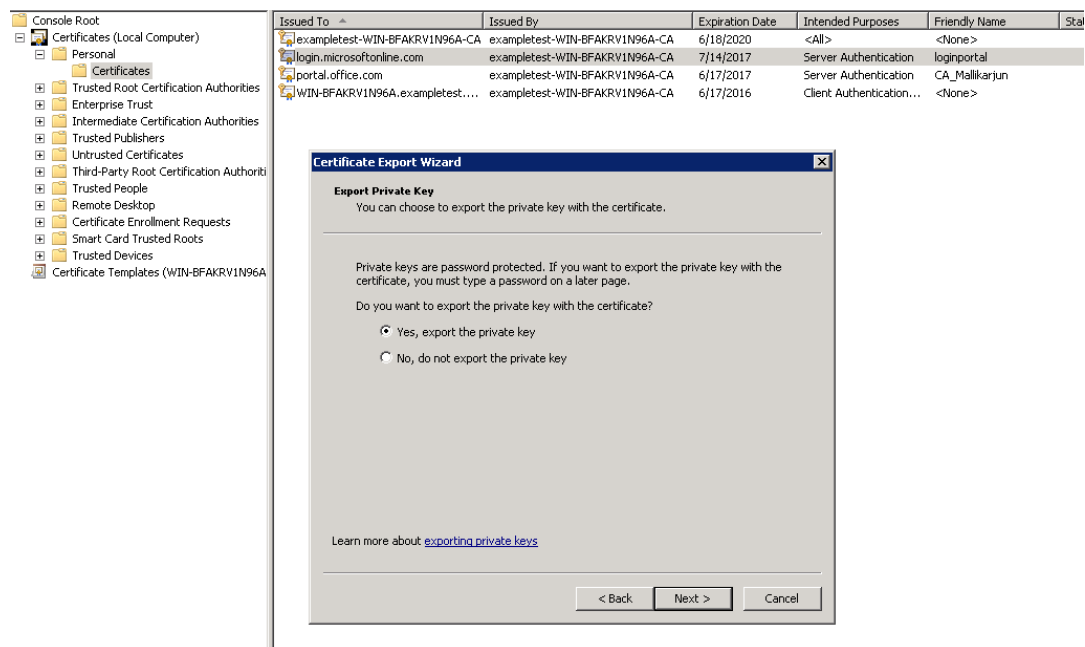 Console Root
Certificates (Local Computer)
Personal
Certificates
Trusted Root Certification Authorities
Enterprise Trust
Intermediate Certification Authorities
Trusted Publishers
Untrusted Certificates
Third-Party Root Certification Authoriti
Trusted People
Remote Desktop
Certificate Enrollment Requests
Smart Card Trusted Roots
Trusted Devices
Certificate Templates (WIN-BFAKRV1N96A
Issued To Issued By Expiration Date Intended Purposes Friendly Name Stat
exampletest-WIN-BFAKRV1N96A-CA exampletest-WIN-BFAKRV1N96A-CA 6/18/2020 <All> <None>
login.microsoftonline.com exampletest-WIN-BFAKRV1N96A-CA 7/14/2017 Server Authentication loginportal
portal.office.com exampletest-WIN-BFAKRV1N96A-CA 6/17/2017 Server Authentication CA_Mallikarjun
WIN-BFAKRV1N96A.exampletest.... exampletest-WIN-BFAKRV1N96A-CA 6/17/2016 Client Authentication... <None>
Certificate Export Wizard
Export Private Key
You can choose to export the private key with the certificate.
Private keys are password protected. If you want to export the private key with the
certificate, you must type a password on a later page.
Do you want to export the private key with the certificate?
Yes, export the private key
No, do not export the private key
Learn more about exporting private keys
< Back Next > Cancel